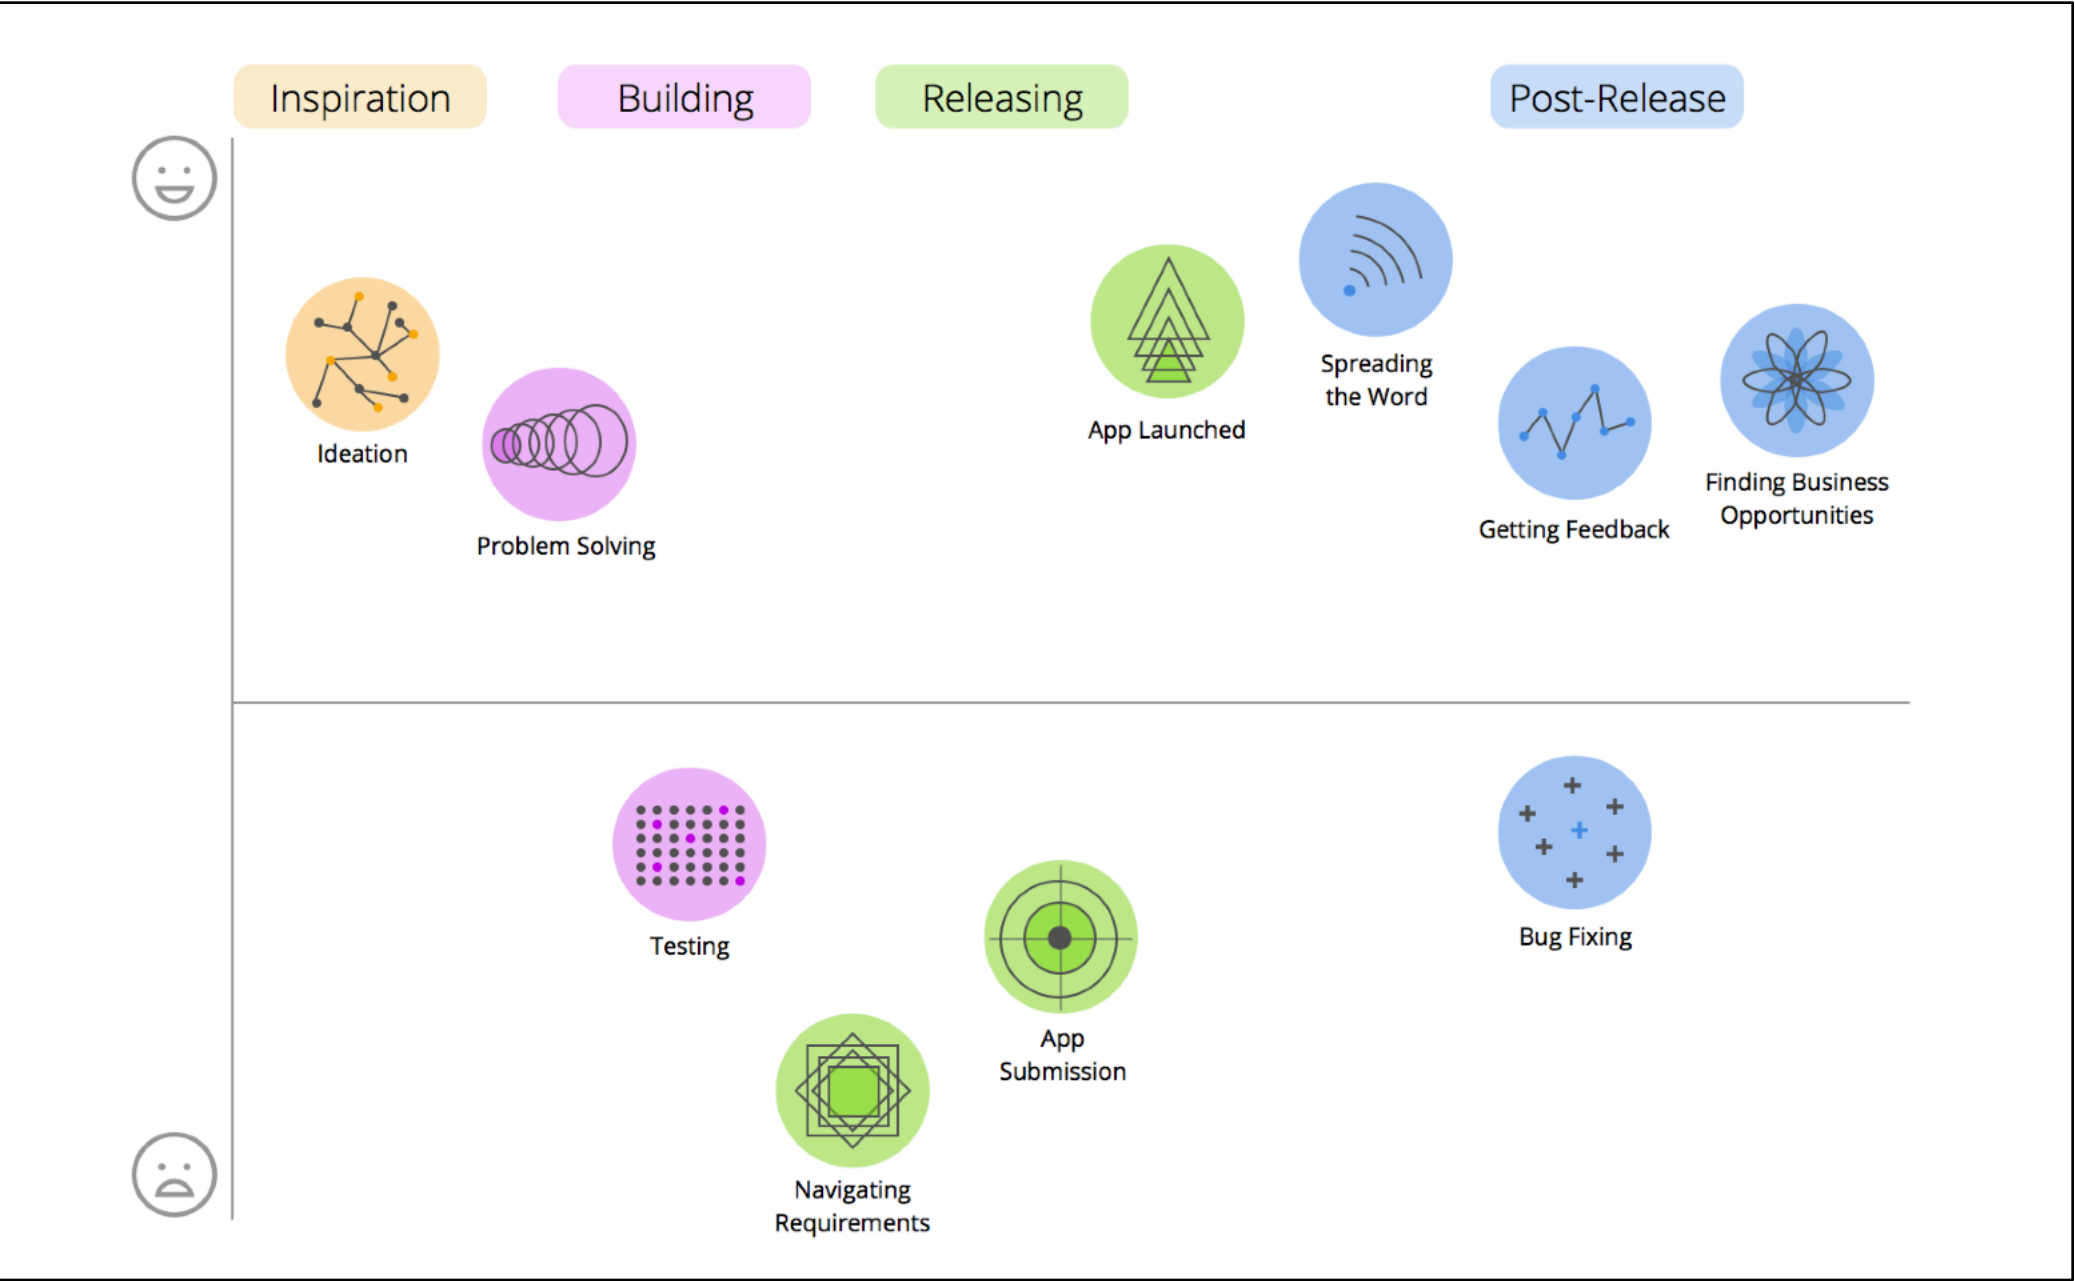 Inspiration
Building
Releasing
Post-Release
Ideation
Problem Solving
App Launched
Spreading
the Word
Getting Feedback
Finding Business
Opportunities
Testing
Navigating
Requirements
App
Submission
Bug Fixing